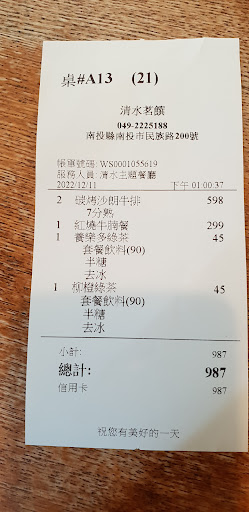 桌#A13 (21)
清水茗饌
049-2225188
南投縣南投市民族路200號
帳單號碼: WS0001055619
服務人員: 清水主題餐廳
2022/12/11 下午 01:00:37
2 碳烤沙朗牛排 598
7分熟
1 紅燒牛腩餐 299
1 養樂多綠茶 45
套餐飲料(90)
半糖
去冰
1 柳橙綠茶 45
套餐飲料(90)
半糖
去冰
小計: 987
總計: 987
信用卡 987
祝您有美好的一天